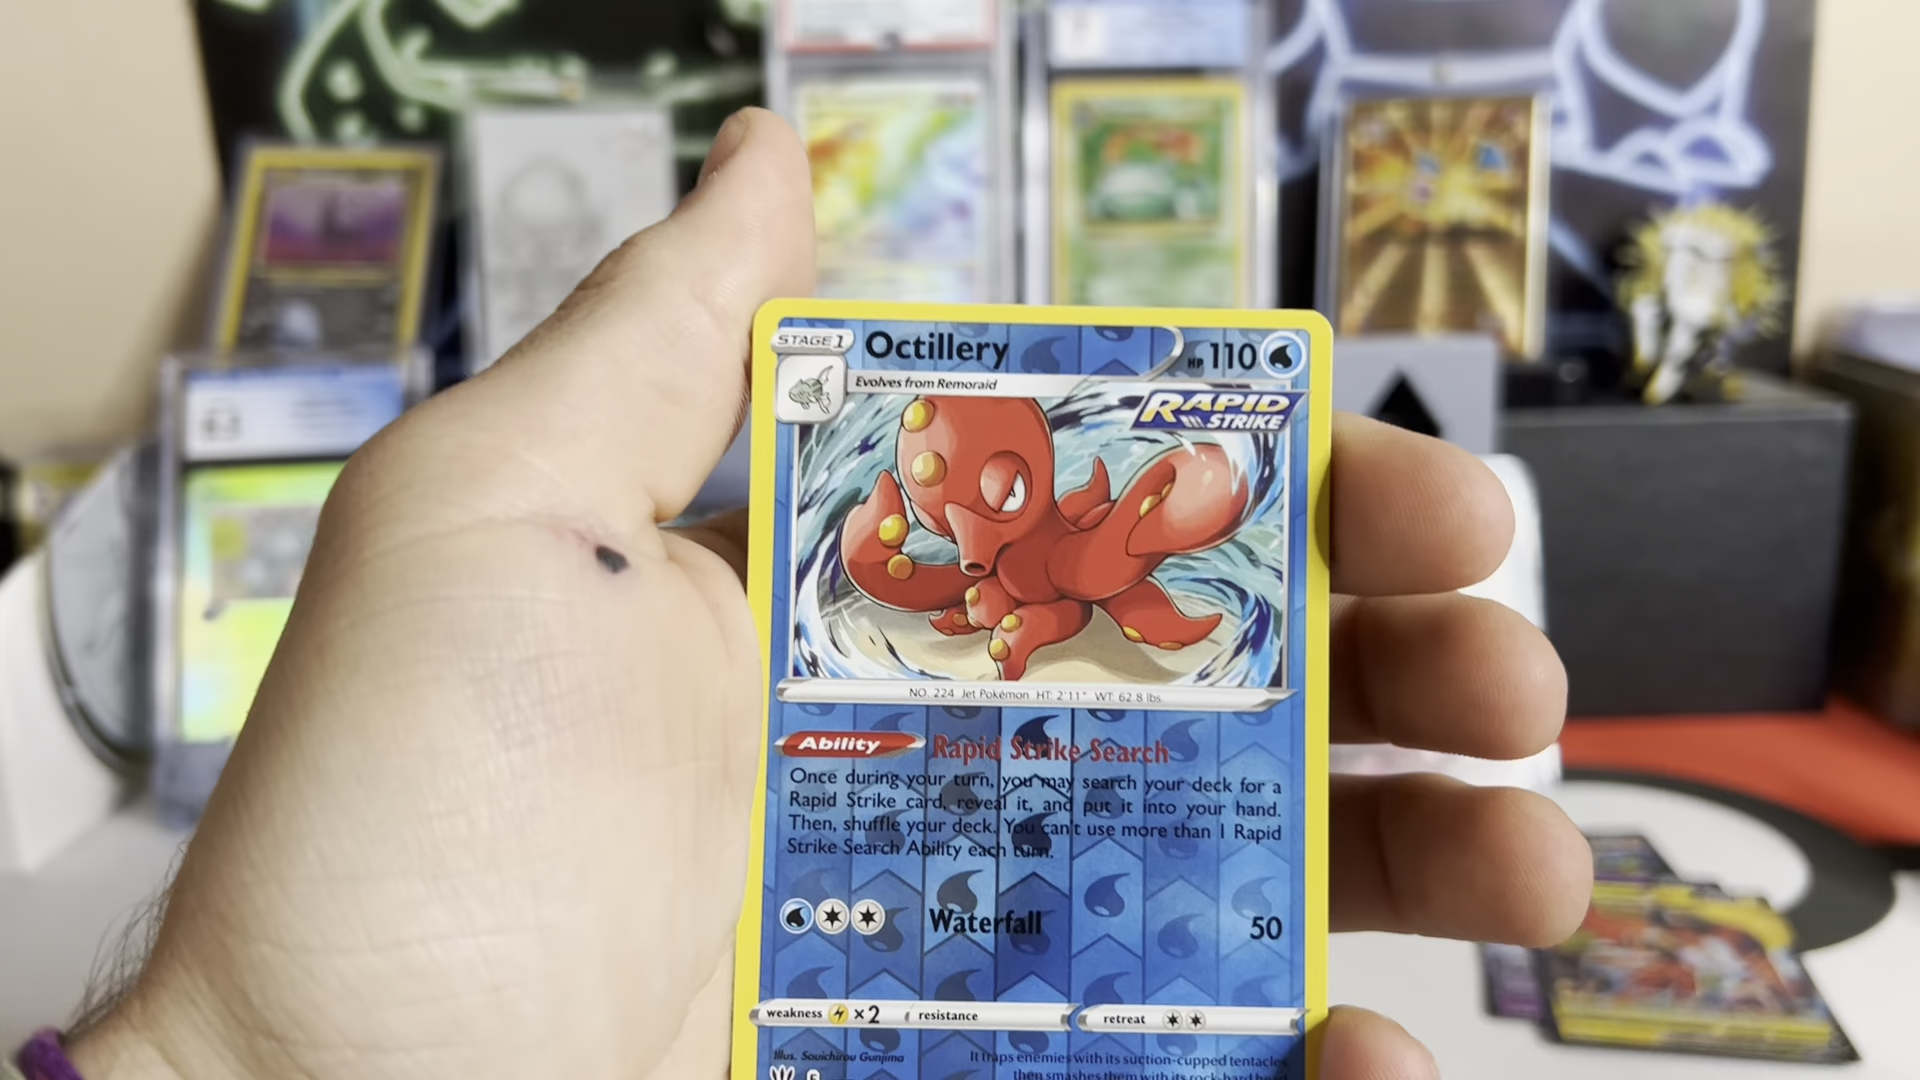 STAGE 1
Octillery
HP 110
Evolves from Remoraid
RAPID
STRIKE
NO. 224 Jet Pokémon HT: 2'11" WT: 62.8 lbs.
Ability Rapid Strike Search
Once during your turn, you may search your deck for a
Rapid Strike card, reveal it, and put it into your hand.
Then, shuffle your deck. You can't use more than 1 Rapid
Strike Search Ability each turn.
Waterfall 50
weakness ×2 resistance retreat
Illus. Souichirou Gunjima
It traps enemies with its suction-cupped tentacles,
then smashes them with its rock-hard head.